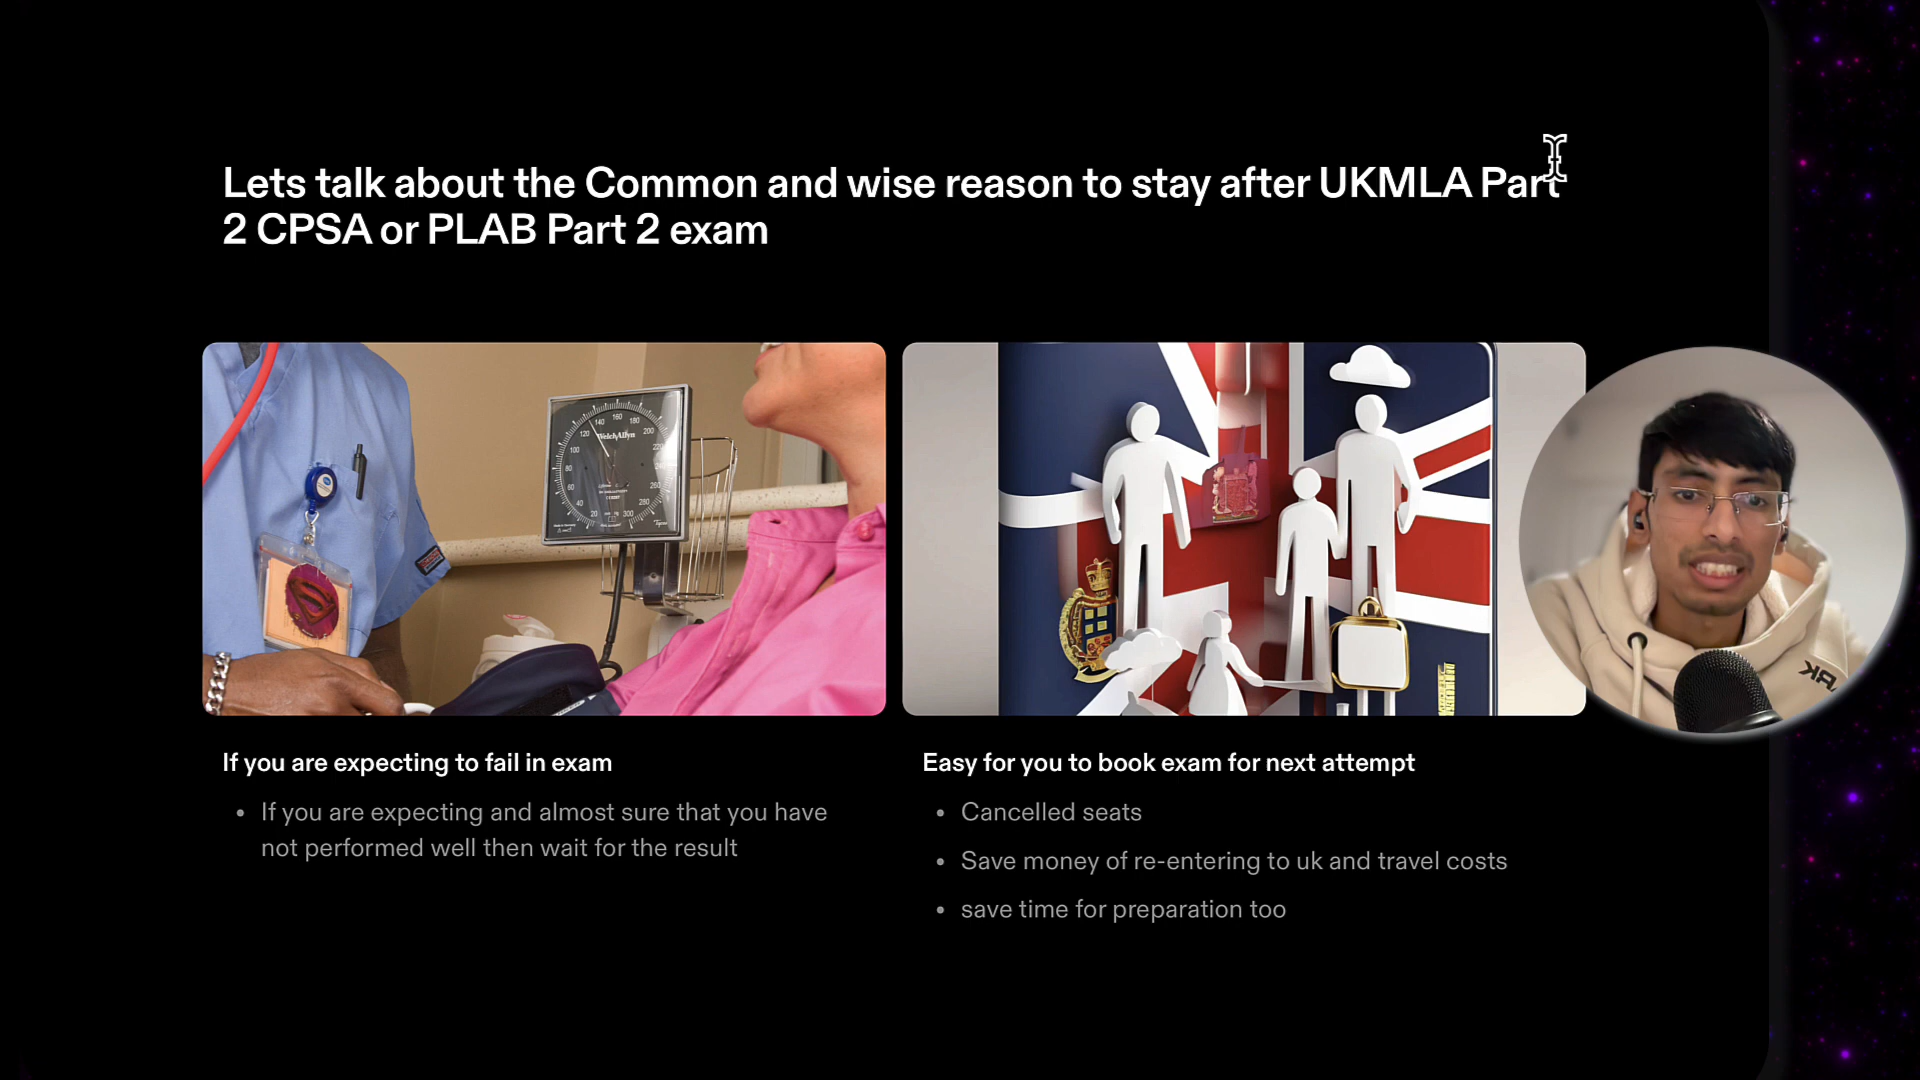 Lets talk about the Common and wise reason to stay after UKMLA Part
2 CPSA or PLAB Part 2 exam
WelchAllyn
If you are expecting to fail in exam
• If you are expecting and almost sure that you have
not performed well then wait for the result
Easy for you to book exam for next attempt
• Cancelled seats
• Save money of re-entering to uk and travel costs
• save time for preparation too